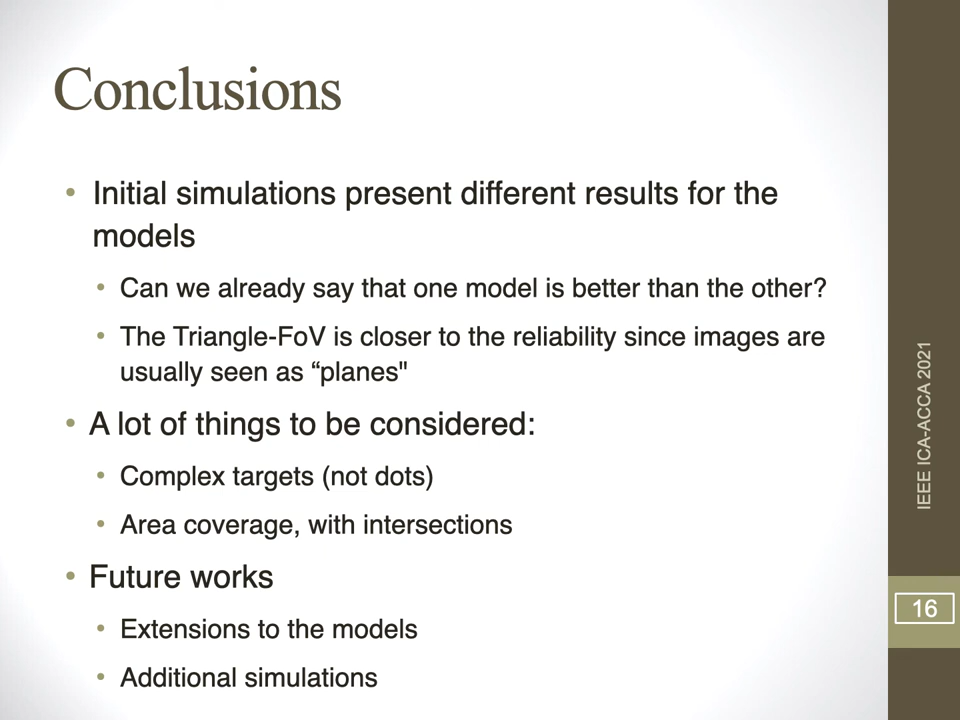 Conclusions
• Initial simulations present different results for the
models
• Can we already say that one model is better than the other?
• The Triangle-FoV is closer to the reliability since images are
usually seen as “planes"
• A lot of things to be considered:
• Complex targets (not dots)
• Area coverage, with intersections
• Future works
• Extensions to the models
• Additional simulations
IEEE ICA-ACCA 2021
16